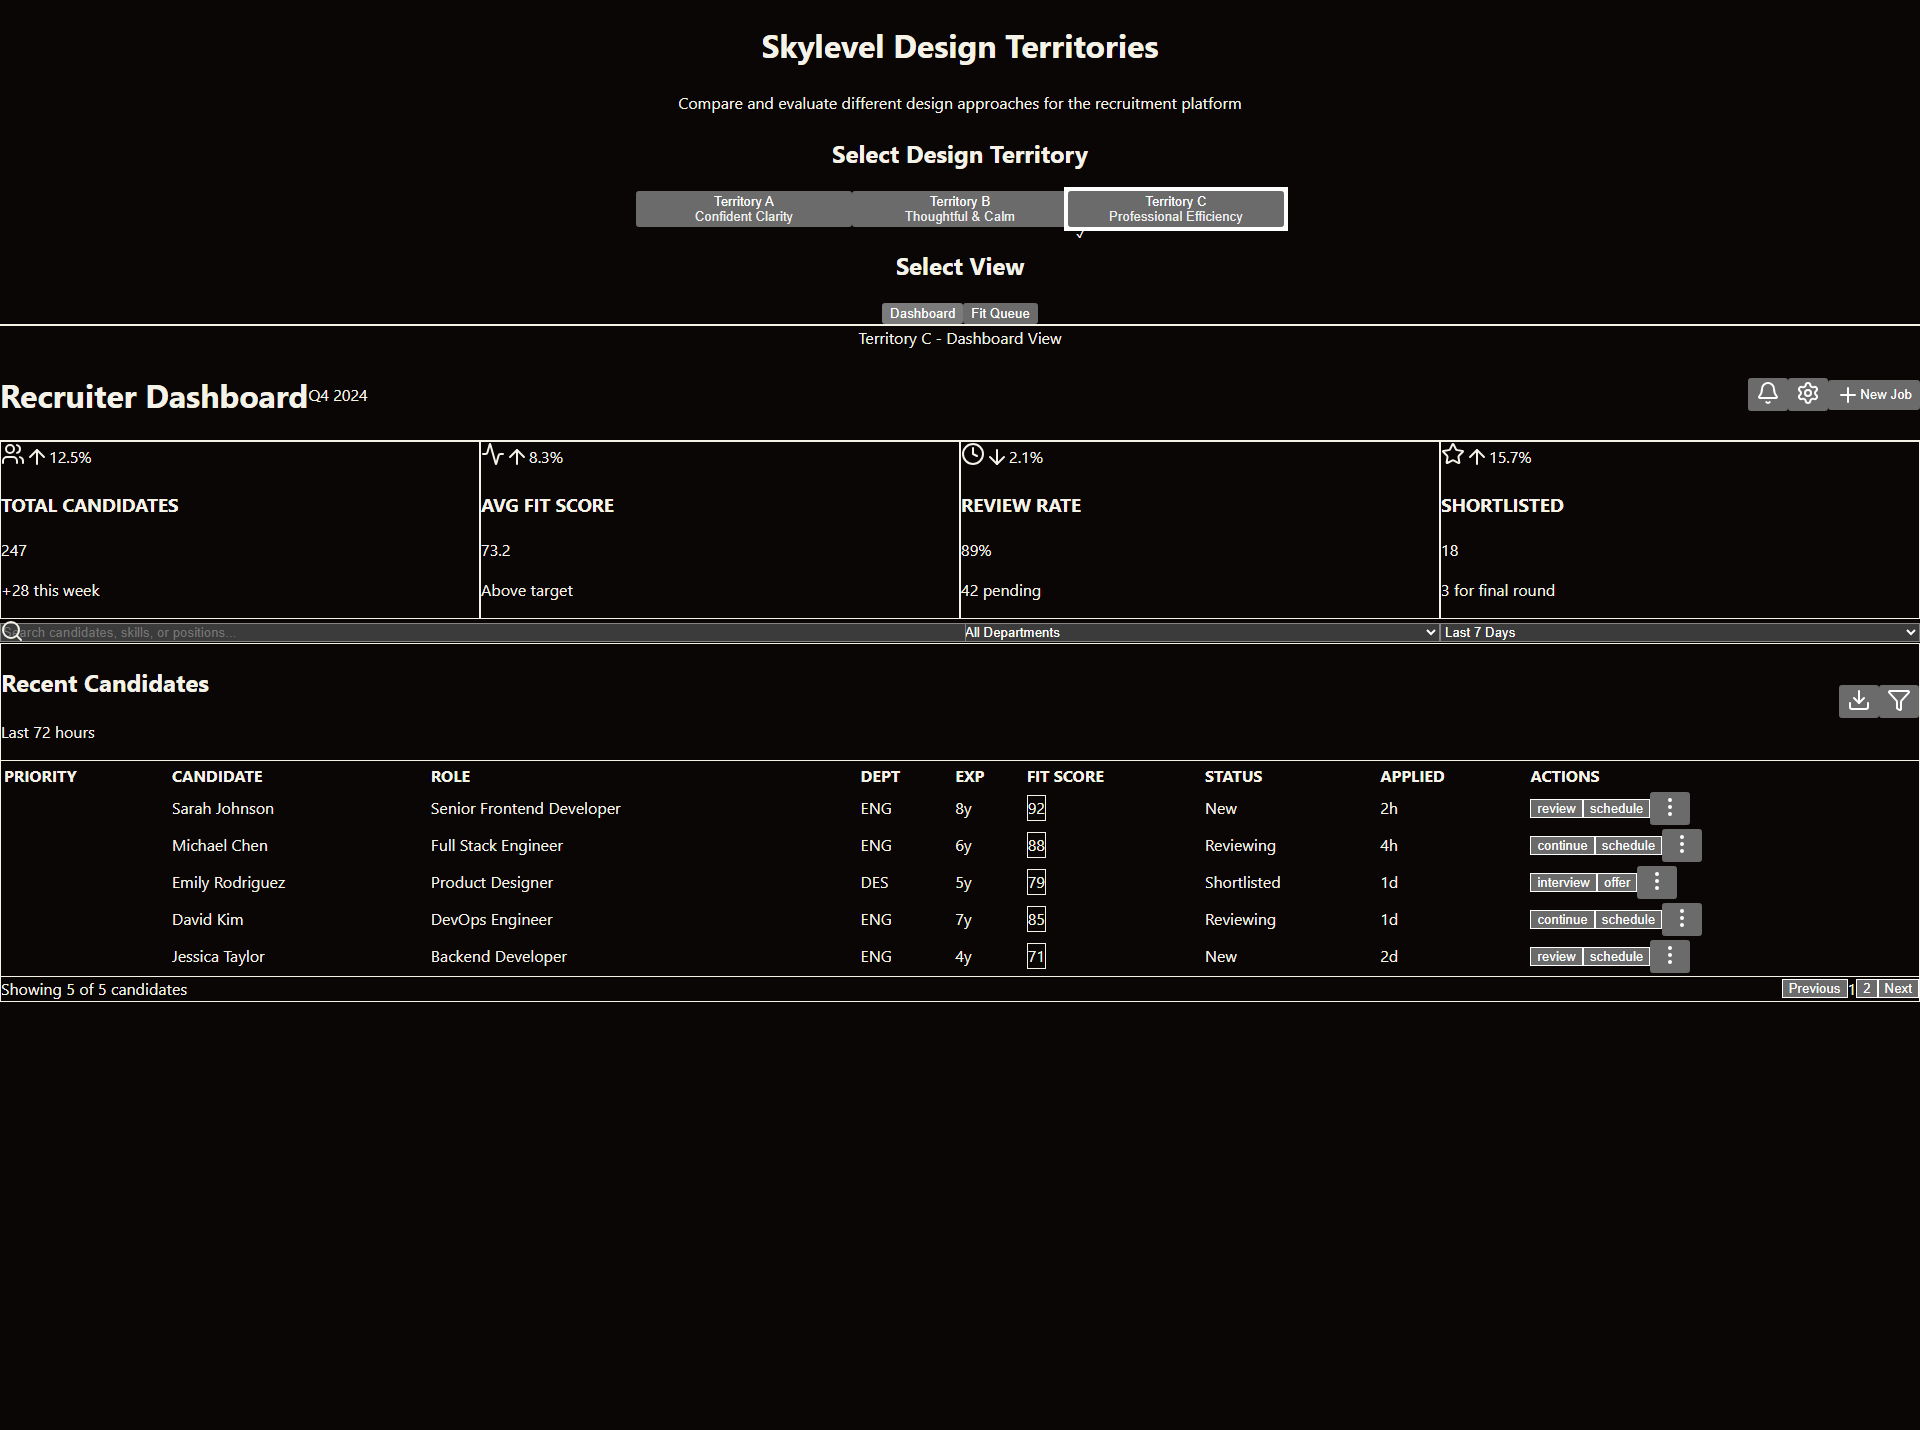 Skylevel Design Territories
Compare and evaluate different design approaches for the recruitment platform
Select Design Territory
Territory A
Confident Clarity
Territory B
Thoughtful & Calm
Territory C
Professional Efficiency
✓
Select View
Dashboard
Fit Queue
Territory C - Dashboard View
Recruiter Dashboard Q4 2024
New Job
12.5%
TOTAL CANDIDATES
247
+28 this week
8.3%
AVG FIT SCORE
73.2
Above target
2.1%
REVIEW RATE
89%
42 pending
15.7%
SHORTLISTED
18
3 for final round
Search candidates, skills, or positions...
All Departments
Last 7 Days
Recent Candidates
Last 72 hours
PRIORITY CANDIDATE ROLE DEPT EXP FIT SCORE STATUS APPLIED ACTIONS
Sarah Johnson Senior Frontend Developer ENG 8y 92 New 2h review schedule
Michael Chen Full Stack Engineer ENG 6y 88 Reviewing 4h continue schedule
Emily Rodriguez Product Designer DES 5y 79 Shortlisted 1d interview offer
David Kim DevOps Engineer ENG 7y 85 Reviewing 1d continue schedule
Jessica Taylor Backend Developer ENG 4y 71 New 2d review schedule
Showing 5 of 5 candidates
Previous 1 2 Next